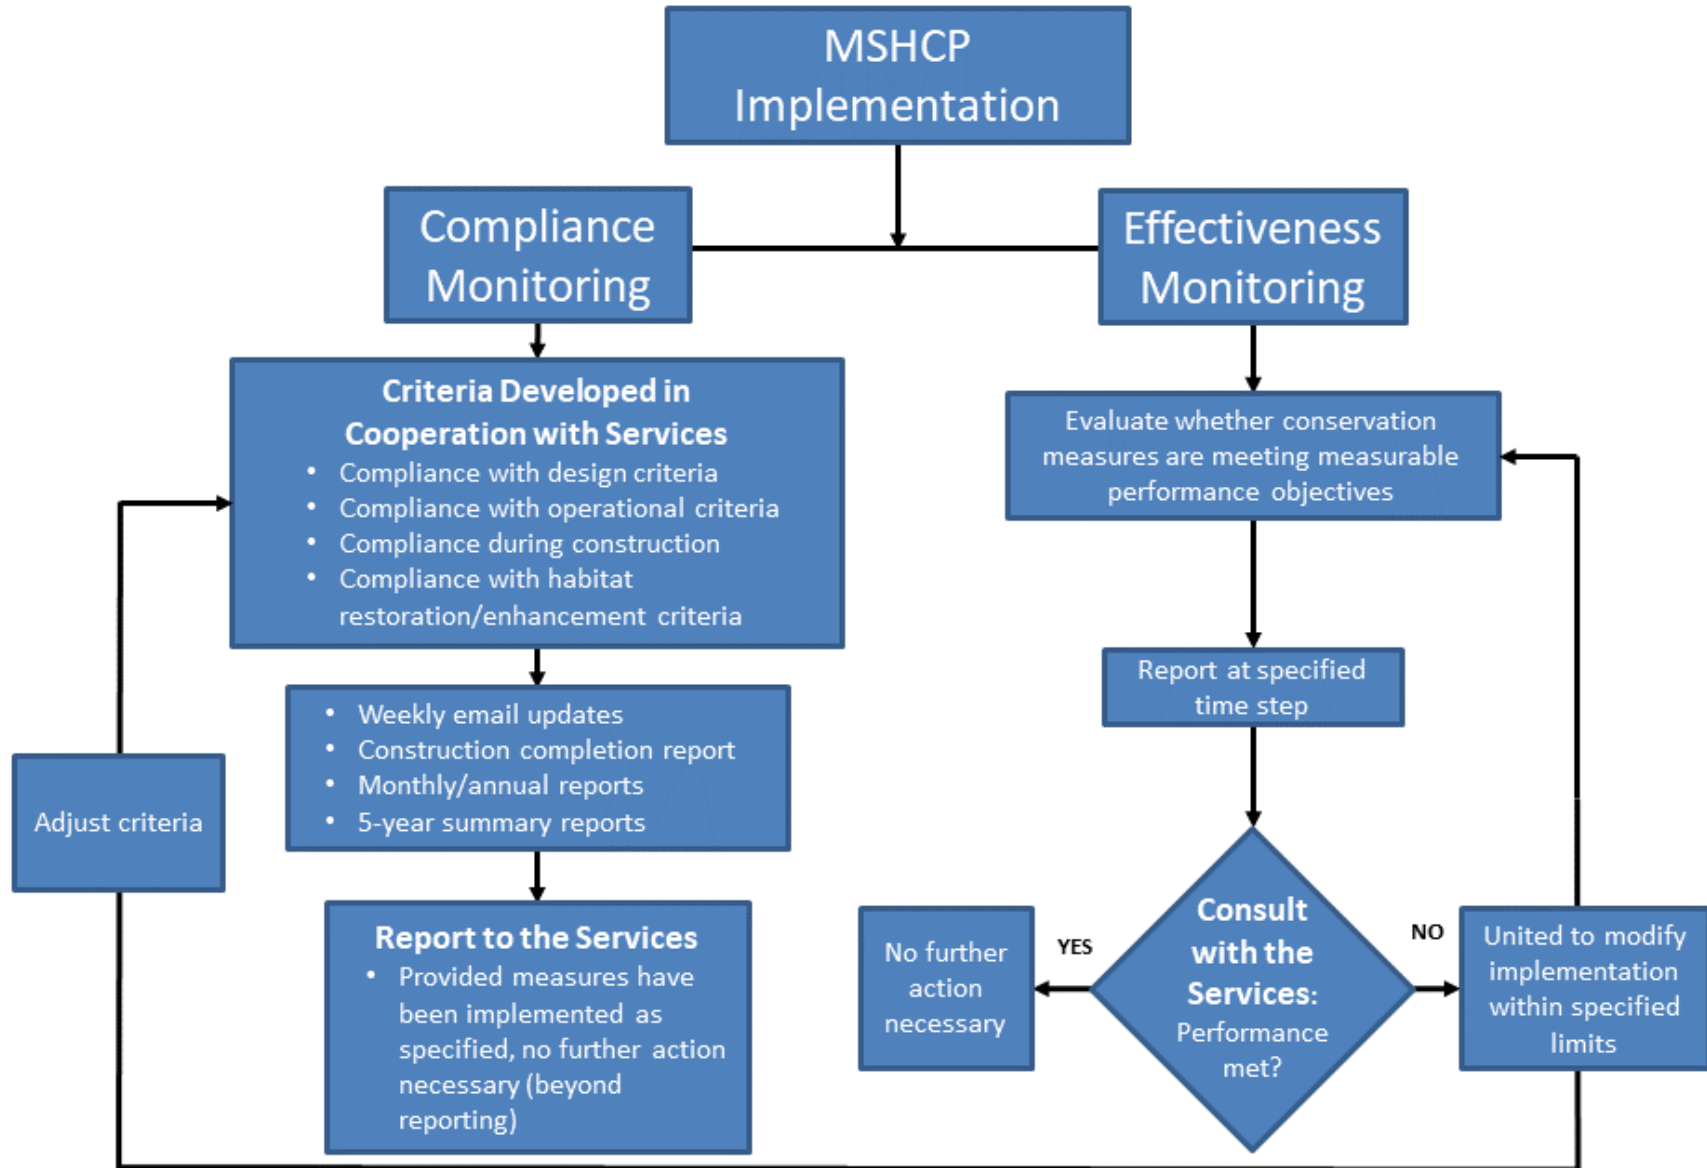 MSHCP
Implementation
Compliance
Monitoring
Effectiveness
Monitoring
Criteria Developed in
Cooperation with Services
• Compliance with design criteria
• Compliance with operational criteria
• Compliance during construction
• Compliance with habitat
restoration/enhancement criteria
Evaluate whether conservation
measures are meeting measurable
performance objectives
Report at specified
time step
• Weekly email updates
• Construction completion report
• Monthly/annual reports
• 5-year summary reports
Adjust criteria
Report to the Services
• Provided measures have
been implemented as
specified, no further action
necessary (beyond
reporting)
No further
action
necessary
YES
Consult
with the
Services:
Performance
met?
NO
United to modify
implementation
within specified
limits